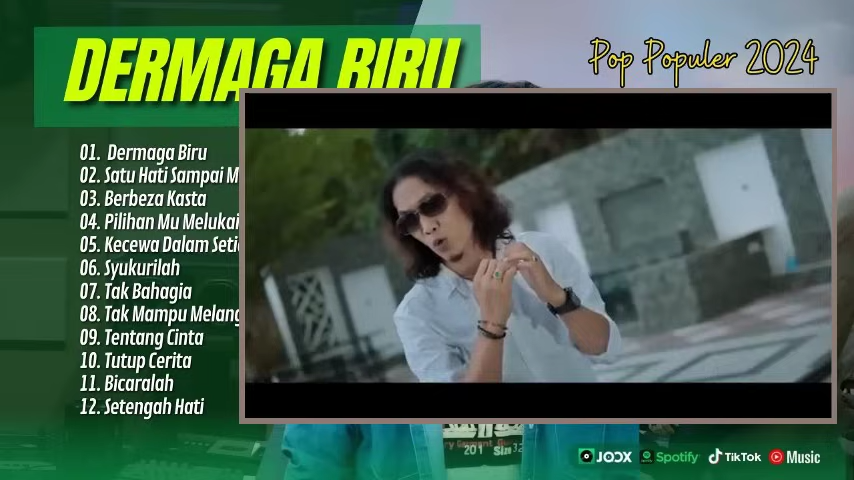 DERMAGA BIRU
Pop Populer 2024
01. Dermaga Biru
02. Satu Hati Sampai M
03. Berbeza Kasta
04. Pilihan Mu Melukai
05. Kecewa Dalam Seti
06. Syukurilah
07. Tak Bahagia
08. Tak Mampu Melang
09. Tentang Cinta
10. Tutup Cerita
11. Bicaralah
12. Setengah Hati
201
JOOX Spotify TikTok Music